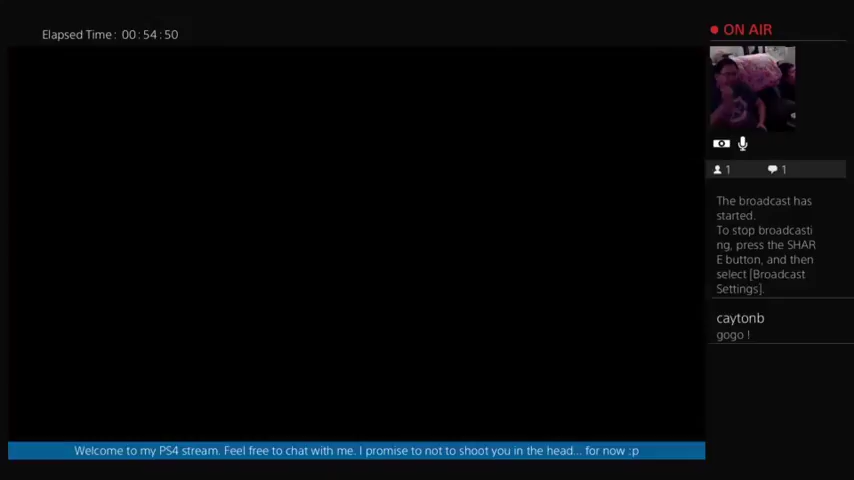 Elapsed Time: 00:54:50
ON AIR
1 1
The broadcast has
started.
To stop broadcasti
ng, press the SHAR
E button, and then
select [Broadcast
Settings].
caytonb
gogo !
Welcome to my PS4 stream. Feel free to chat with me. I promise to not to shoot you in the head... for now :p